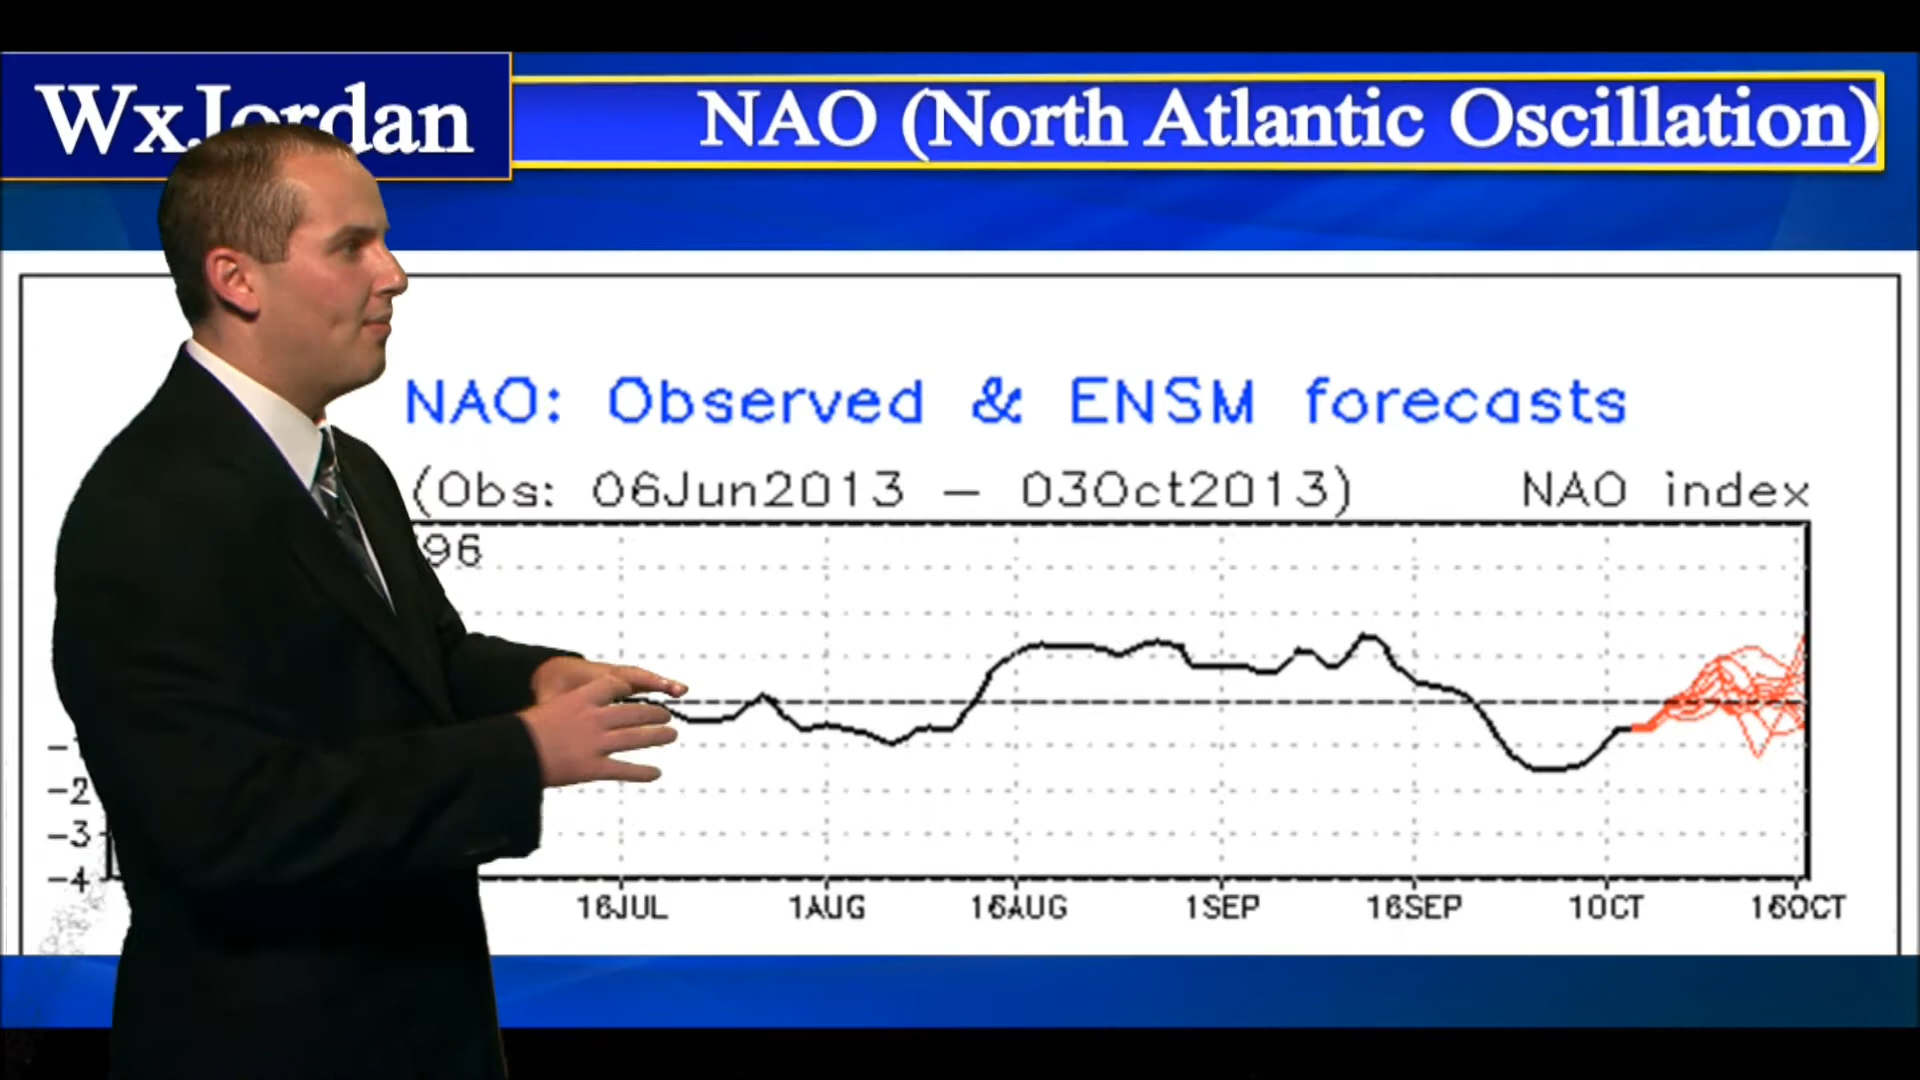 WxJordan
NAO (North Atlantic Oscillation)
NAO: Observed & ENSM forecasts
(Obs: 06Jun2013 – 03Oct2013) NAO index
96
-2
-3
-4
16JUL 1AUG 16AUG 1SEP 16SEP 1OCT 16OCT